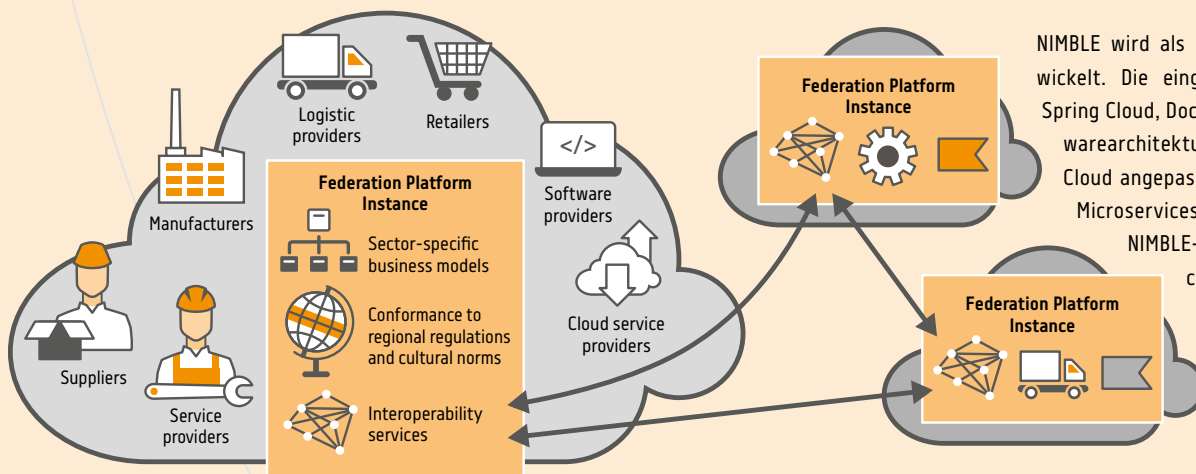 Logistic
providers
Retailers
Manufacturers
Software
providers
Cloud service
providers
Suppliers
Service
providers
Federation Platform
Instance
Sector-specific
business models
Conformance to
regional regulations
and cultural norms
Interoperability
services
</>
Federation Platform
Instance
Federation Platform
Instance
NIMBLE wird als
wickelt. Die eing
Spring Cloud, Doc
warearchitektu
Cloud angepas
Microservices
NIMBLE-
c